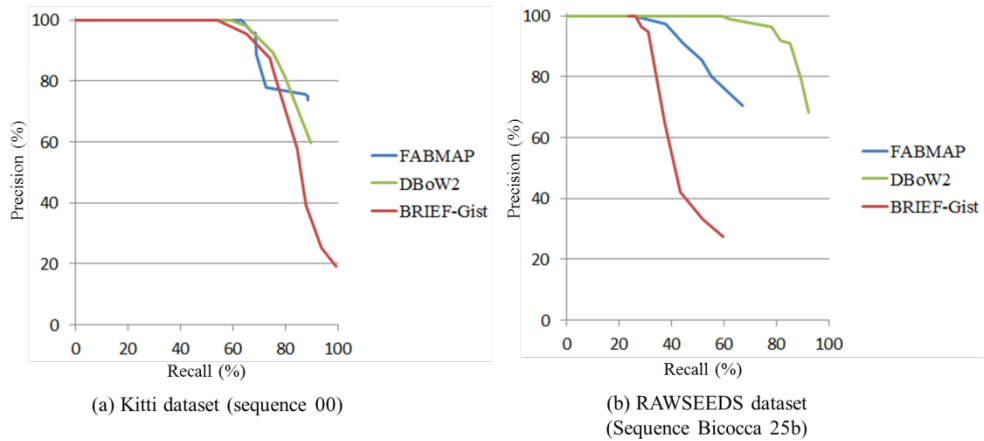 100
80
60
40
20
0
Precision (%)
0 20 40 60 80 100
Recall (%)
FABMAP
DBoW2
BRIEF-Gist
(a) Kitti dataset (sequence 00)
100
80
60
40
20
0
Precision (%)
0 20 40 60 80 100
Recall (%)
FABMAP
DBoW2
BRIEF-Gist
(b) RAWSEEDS dataset
(Sequence Bicocca 25b)